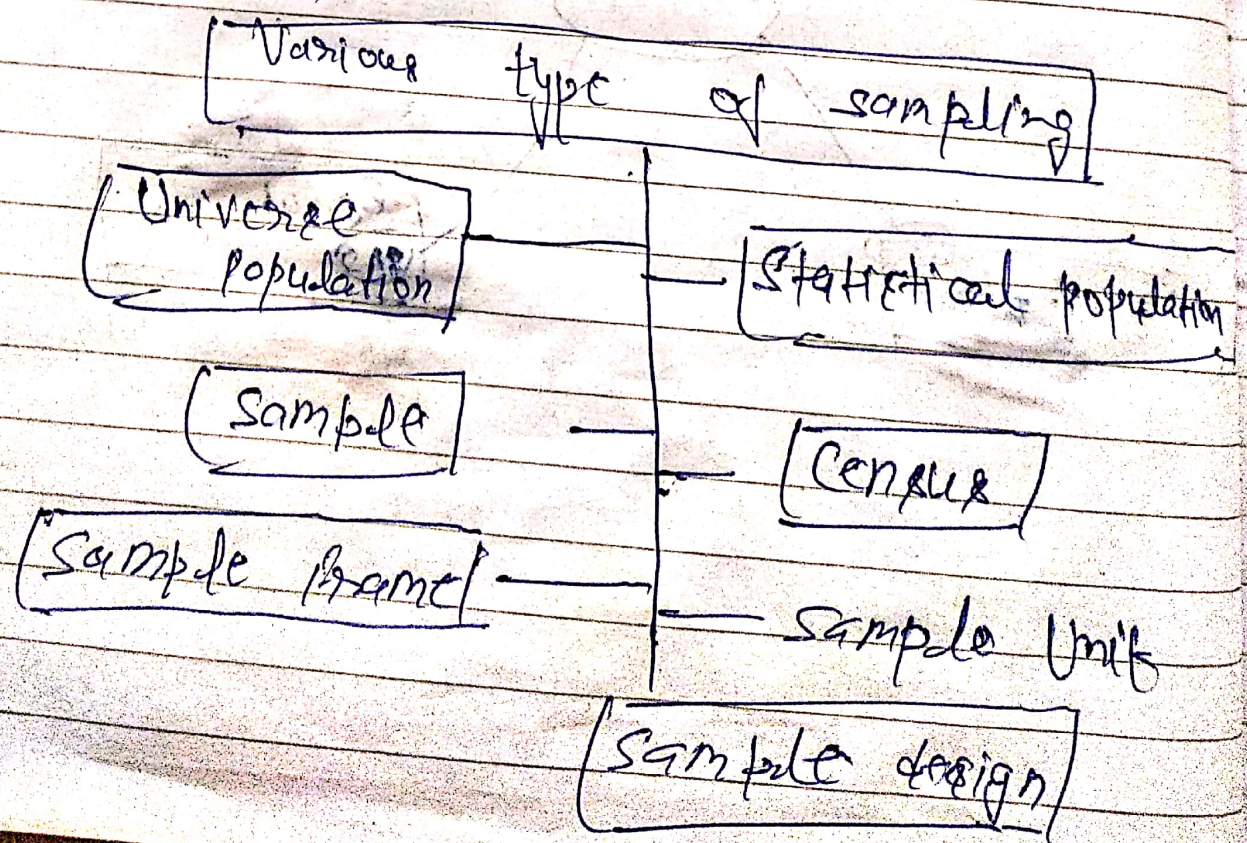 Various type of sampling
Universe
Population
Statistical population
Sample
Census
Sample frame
Sample Unit
Sample design